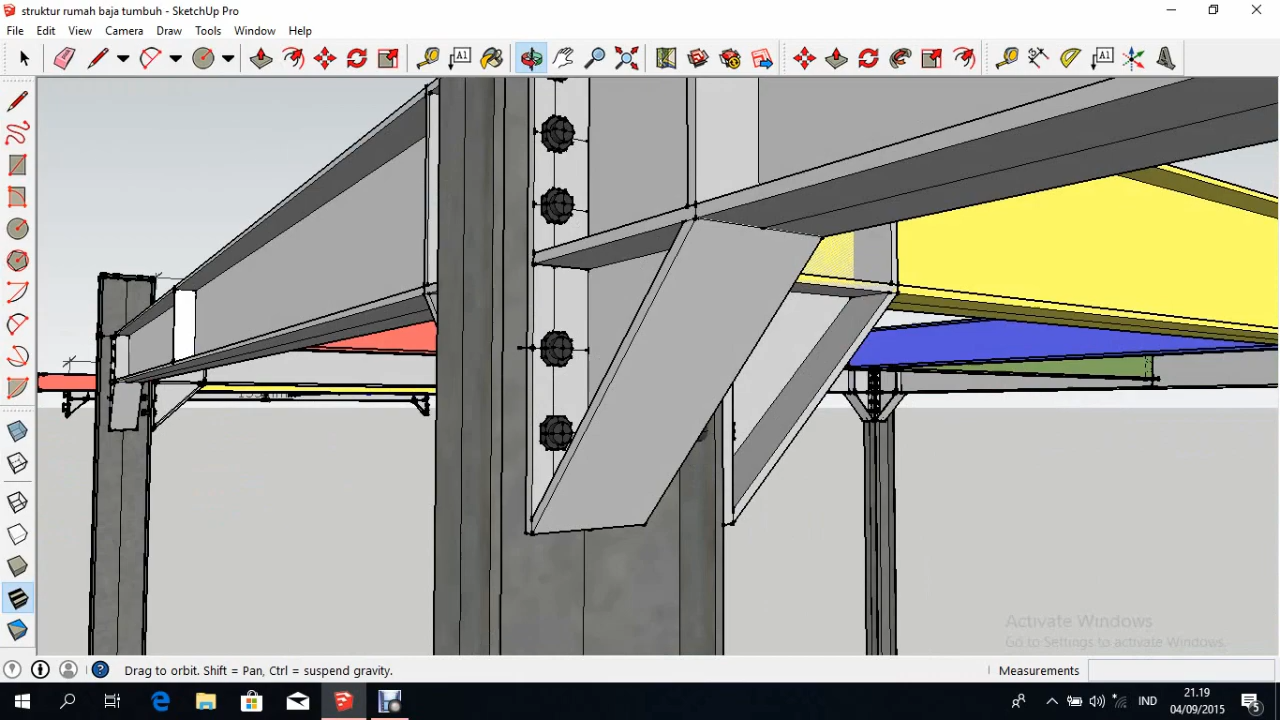 struktur rumah baja tumbuh - SketchUp Pro
File Edit View Camera Draw Tools Window Help
A1
A1
Activate Windows
Go to Settings to activate Windows.
Drag to orbit. Shift = Pan, Ctrl = suspend gravity.
Measurements
IND
21.19
04/09/2015
5